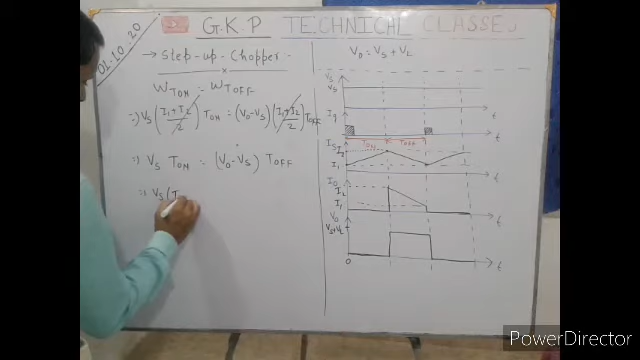 01.10.20
G.K.P TECHNICAL CLASSES
→ Step-up-Chopper
W_TON = W_TOFF
∴) Vs (I1+I2 / 2) TON = (V0-Vs) (I1+I2 / 2) TOFF
∴) Vs TON = (V0-Vs) TOFF
∴) Vs (T
V0 = Vs + VL
Vs
Vs
t
Ig
t
TON TOFF
Is
I2
I1
t
I0
I2
I1
t
V0
Vs+VL
0
t
PowerDirector